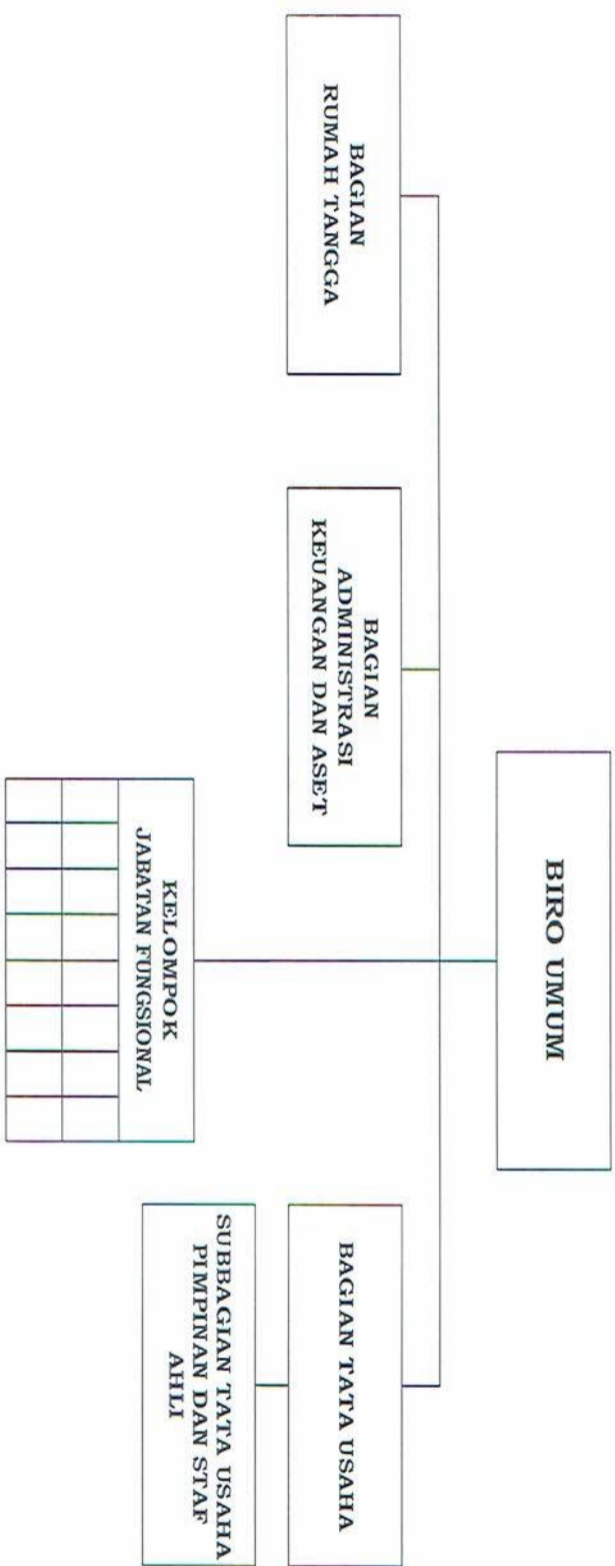 BIRO UMUM
BAGIAN
RUMAH TANGGA
BAGIAN
ADMINISTRASI
KEUANGAN DAN ASET
BAGIAN TATA USAHA
SUBBAGIAN TATA USAHA
PIMPINAN DAN STAF
AHLI
KELOMPOK
JABATAN FUNGSIONAL